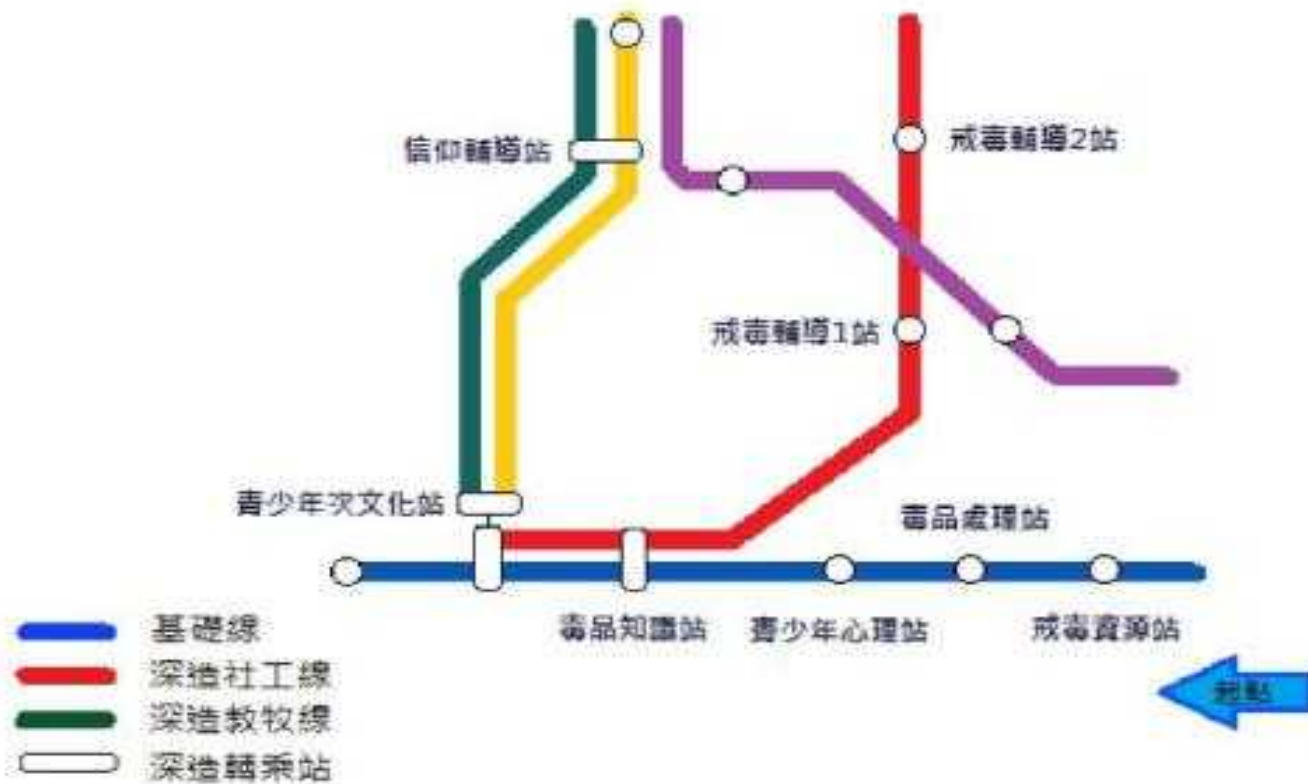 信仰輔導站
戒毒輔導2站
戒毒輔導1站
青少年次文化站
毒品處理站
毒品知識站
青少年心理站
戒毒資源站
基礎線
深造社工線
深造教牧線
深造轉乘站
起點